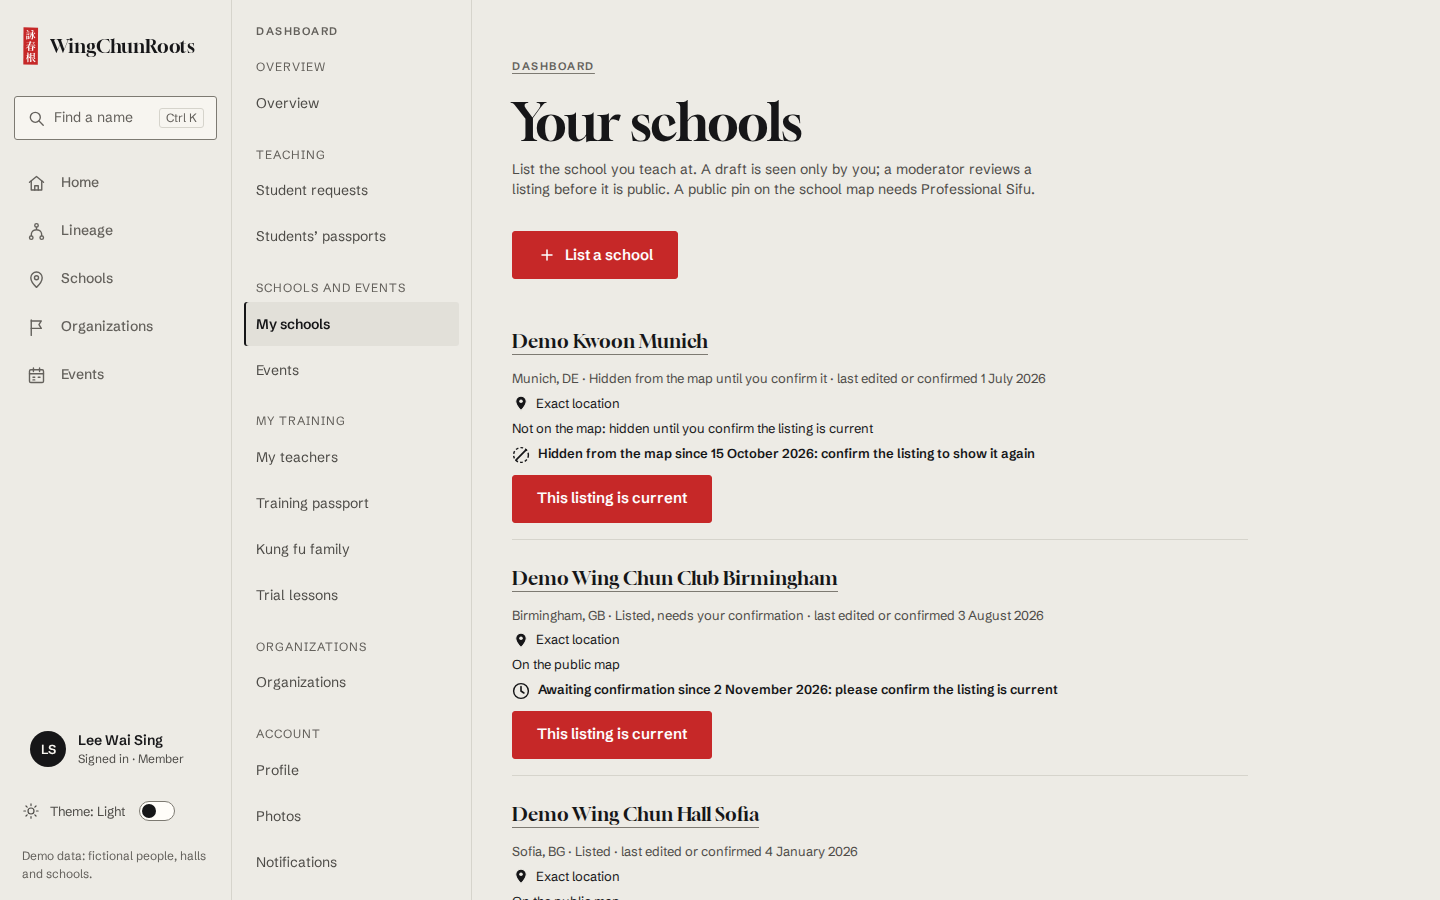 詠春根
WingChunRoots
Find a name
Ctrl K
Home
Lineage
Schools
Organizations
Events
LS
Lee Wai Sing
Signed in · Member
Theme: Light
Demo data: fictional people, halls
and schools.
DASHBOARD
OVERVIEW
Overview
TEACHING
Student requests
Students’ passports
SCHOOLS AND EVENTS
My schools
Events
MY TRAINING
My teachers
Training passport
Kung fu family
Trial lessons
ORGANIZATIONS
Organizations
ACCOUNT
Profile
Photos
Notifications
DASHBOARD
Your schools
List the school you teach at. A draft is seen only by you; a moderator reviews a
listing before it is public. A public pin on the school map needs Professional Sifu.
List a school
Demo Kwoon Munich
Munich, DE · Hidden from the map until you confirm it · last edited or confirmed 1 July 2026
Exact location
Not on the map: hidden until you confirm the listing is current
Hidden from the map since 15 October 2026: confirm the listing to show it again
This listing is current
Demo Wing Chun Club Birmingham
Birmingham, GB · Listed, needs your confirmation · last edited or confirmed 3 August 2026
Exact location
On the public map
Awaiting confirmation since 2 November 2026: please confirm the listing is current
This listing is current
Demo Wing Chun Hall Sofia
Sofia, BG · Listed · last edited or confirmed 4 January 2026
Exact location
On the public map